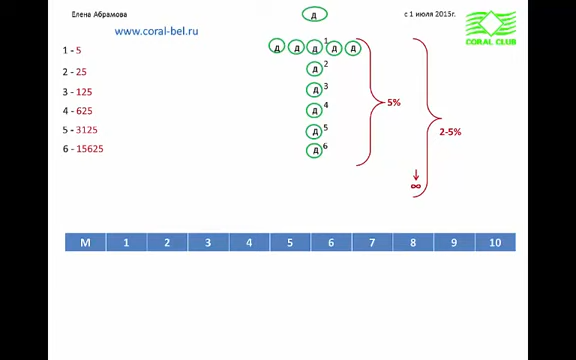 Елена Абрамова
д
с 1 июля 2015г.
www.coral-bel.ru
CORAL CLUB
1 - 5
д д д 1 д д
2 - 25
д 2
3 - 125
д 3
5%
4 - 625
д 4
5 - 3125
д 5
2-5%
6 - 15625
д 6
∞
М 1 2 3 4 5 6 7 8 9 10